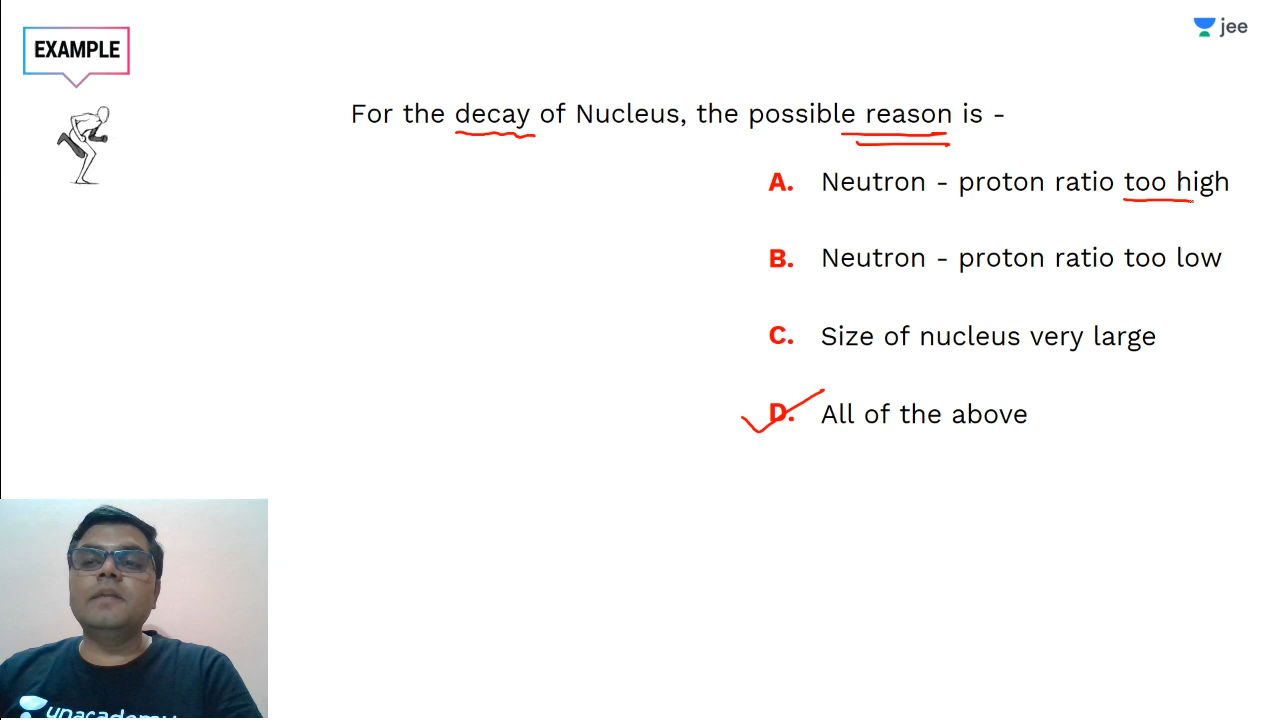 EXAMPLE
jee
For the decay of Nucleus, the possible reason is -
A. Neutron - proton ratio too high
B. Neutron - proton ratio too low
C. Size of nucleus very large
D. All of the above
unacademy